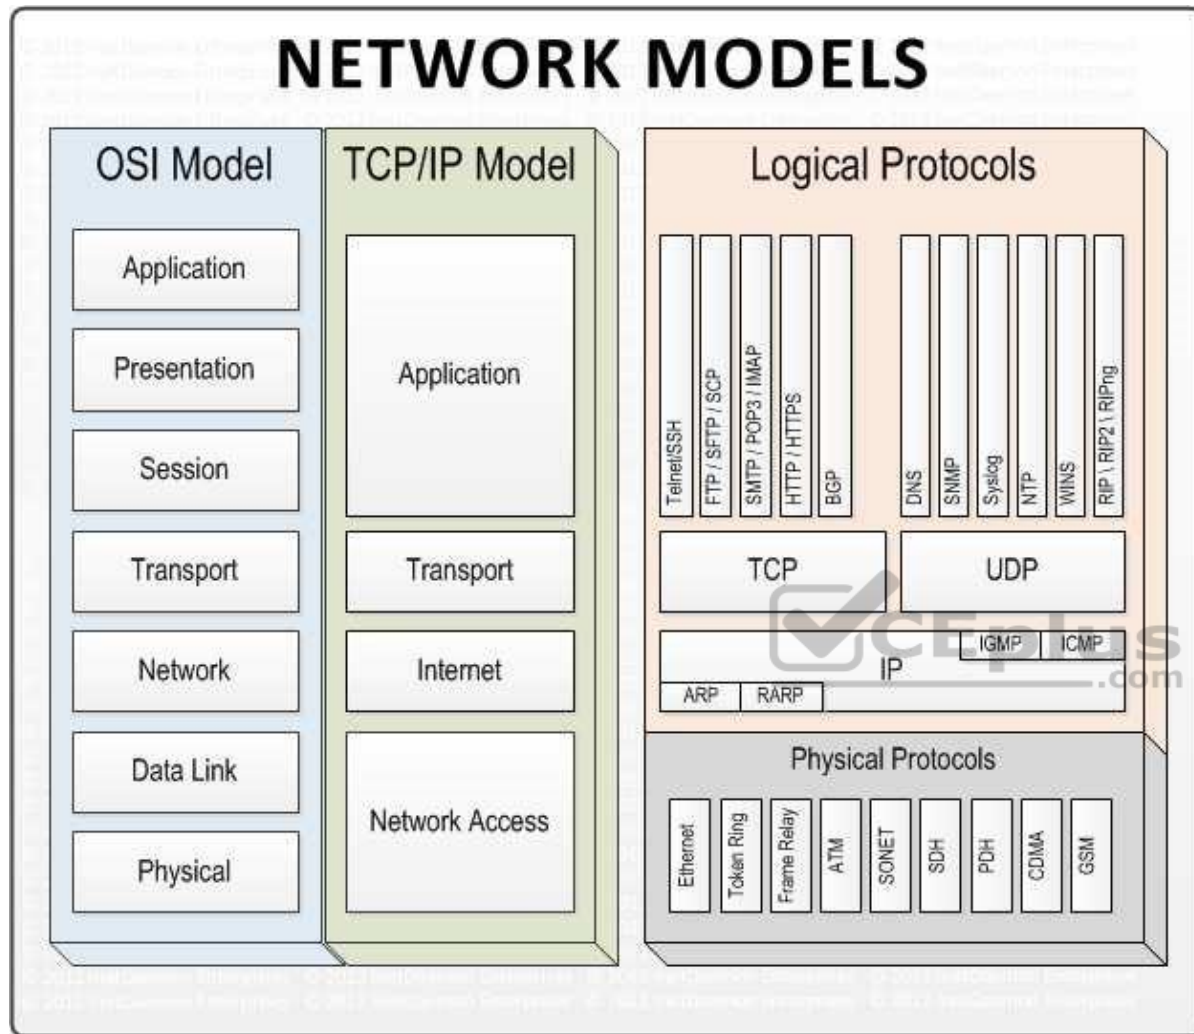 NETWORK MODELS
OSI Model
Application
Presentation
Session
Transport
Network
Data Link
Physical
TCP/IP Model
Application
Transport
Internet
Network Access
Logical Protocols
Telnet/SSH
FTP / SFTP / SCP
SMTP / POP3 / IMAP
HTTP / HTTPS
BGP
DNS
SNMP
Syslog
NTP
WINS
RIP \ RIP2 \ RIPng
TCP
UDP
IP
IGMP
ICMP
ARP
RARP
CEplus
.com
Physical Protocols
Ethernet
Token Ring
Frame Relay
ATM
SONET
SDH
PDH
CDMA
GSM